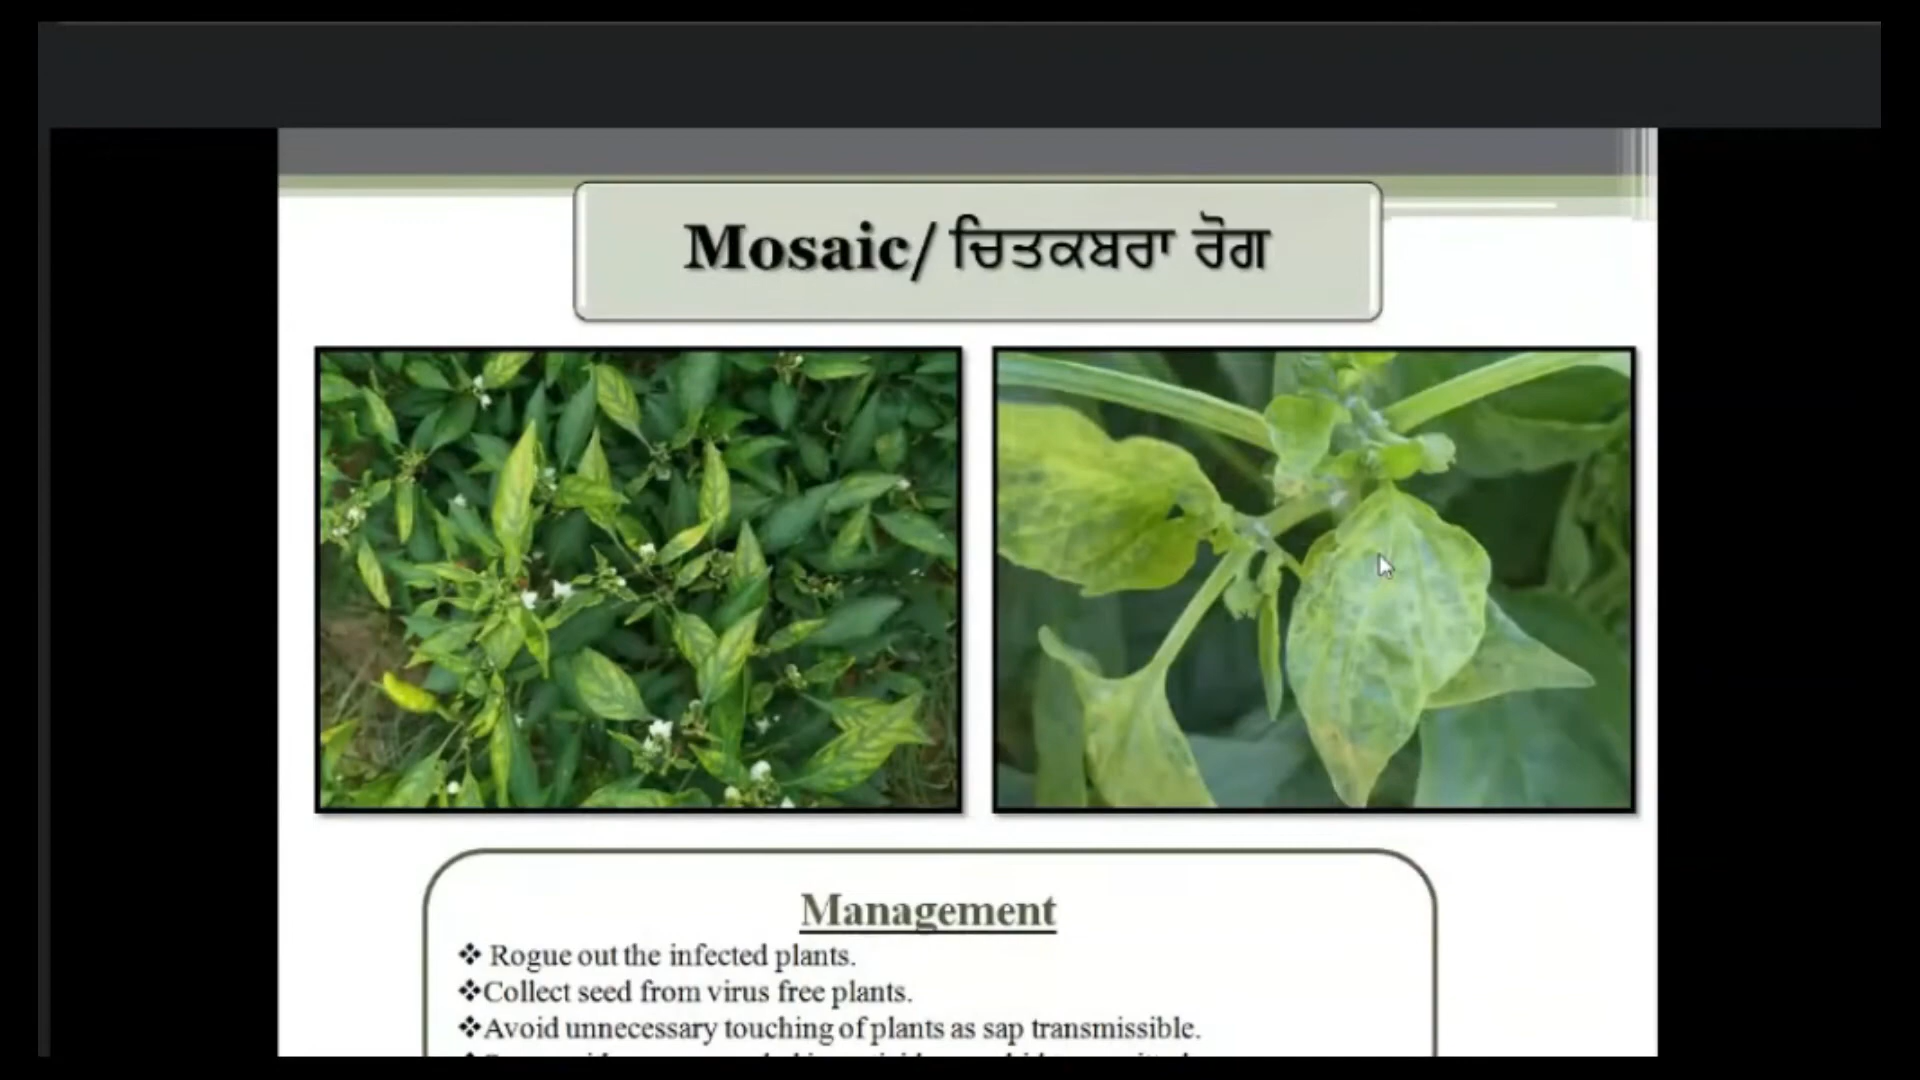 Mosaic/ ਚਿਤਕਬਰਾ ਰੋਗ
Management
❖ Rogue out the infected plants.
❖Collect seed from virus free plants.
❖Avoid unnecessary touching of plants as sap transmissible.